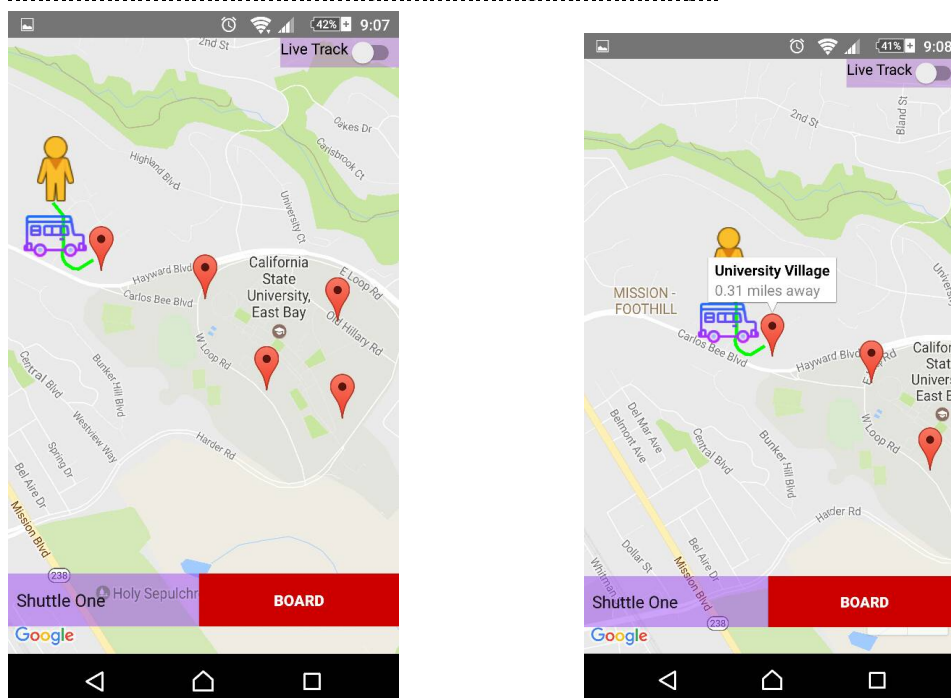 42%
9:07
2nd St
Live Track
Oakes Dr
Carisbrook Ct
Highland Blvd
University Ct
California
State
University,
East Bay
E Loop Rd
Hayward Blvd
Carlos Bee Blvd
Old Hillary Rd
W Loop Rd
Central Blvd
Bunker Hill Blvd
Westview Way
Harder Rd
Spring Dr
Bel Aire Dr
Mission Blvd
238
Holy Sepulchr
Shuttle One
BOARD
Google
41%
9:08
Live Track
Bland St
2nd St
University Village
0.31 miles away
MISSION -
FOOTHILL
Carlos Bee Blvd
Hayward Blvd
Califor
Stat
Univers
East B
W Loop Rd
Del Mar Ave
Belmont Ave
Central Blvd
Bunker Hill Blvd
Harder Rd
Dollar St
Bel Aire Dr
Whitman
Mission Blvd
238
Shuttle One
BOARD
Google